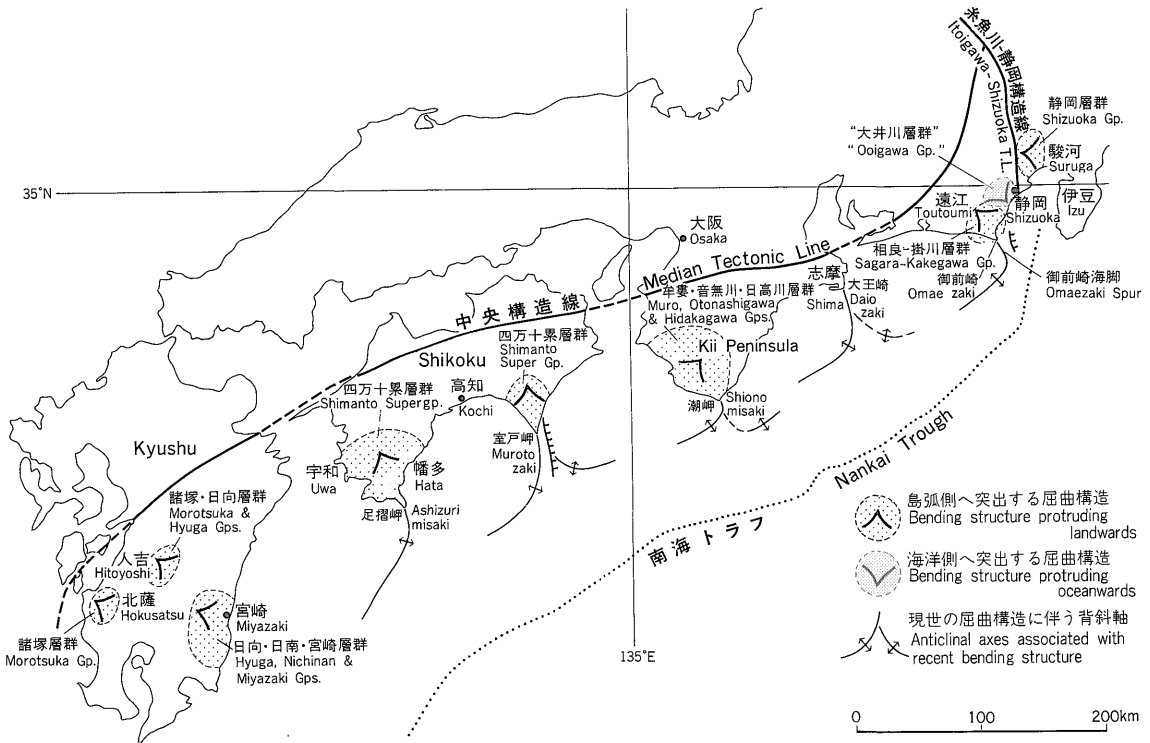 糸魚川-静岡構造線
Itoigawa-Shizuoka T.L.
静岡層群
Shizuoka Gp.
"大井川層群"
"Ooigawa Gp."
駿河
Suruga
35°N
遠江
Toutoumi
静岡
Shizuoka
伊豆
Izu
大阪
Osaka
相良-掛川層群
Sagara-Kakegawa Gp.
Median Tectonic Line
志摩
Shima
大王崎
Daio
zaki
御前崎
Omae zaki
御前崎海脚
Omaezaki Spur
牟婁・音無川・日高川層群
Muro, Otonashigawa
& Hidakagawa Gps.
中央構造線
四万十累層群
Shimanto
Super Gp.
Kii Peninsula
Shikoku
四万十累層群
Shimanto Supergp.
高知
Kochi
潮岬
Shiono
misaki
室戸岬
Muroto
zaki
Kyushu
宇和
Uwa
幡多
Hata
足摺岬
Ashizuri
misaki
Nankai Trough
南海トラフ
諸塚・日向層群
Morotsuka &
Hyuga Gps.
人吉
Hitoyoshi
北薩
Hokusatsu
宮崎
Miyazaki
諸塚層群
Morotsuka Gp.
日向・日南・宮崎層群
Hyuga, Nichinan &
Miyazaki Gps.
135°E
島弧側へ突出する屈曲構造
Bending structure protruding
landwards
海洋側へ突出する屈曲構造
Bending structure protruding
oceanwards
現世の屈曲構造に伴う背斜軸
Anticlinal axes associated with
recent bending structure
0 100 200km